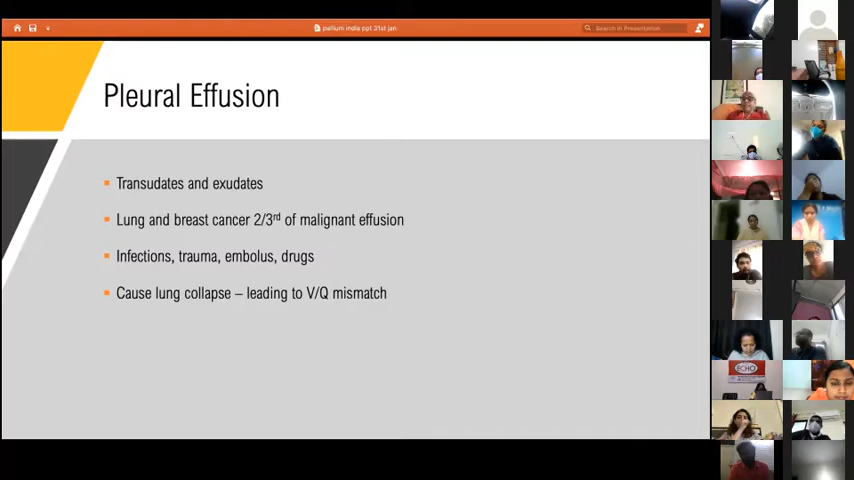 pallium india ppt 31st jan
Search in Presentation
Pleural Effusion
Transudates and exudates
Lung and breast cancer 2/3rd of malignant effusion
Infections, trauma, embolus, drugs
Cause lung collapse – leading to V/Q mismatch
ECHO